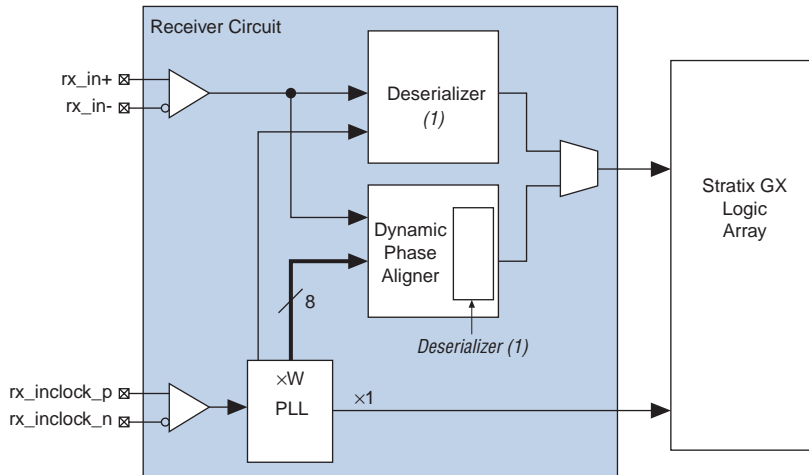 Receiver Circuit
rx_in+
rx_in-
Deserializer
(1)
Stratix GX
Logic
Array
Dynamic
Phase
Aligner
8
Deserializer (1)
rx_inclock_p
rx_inclock_n
×W
PLL
×1